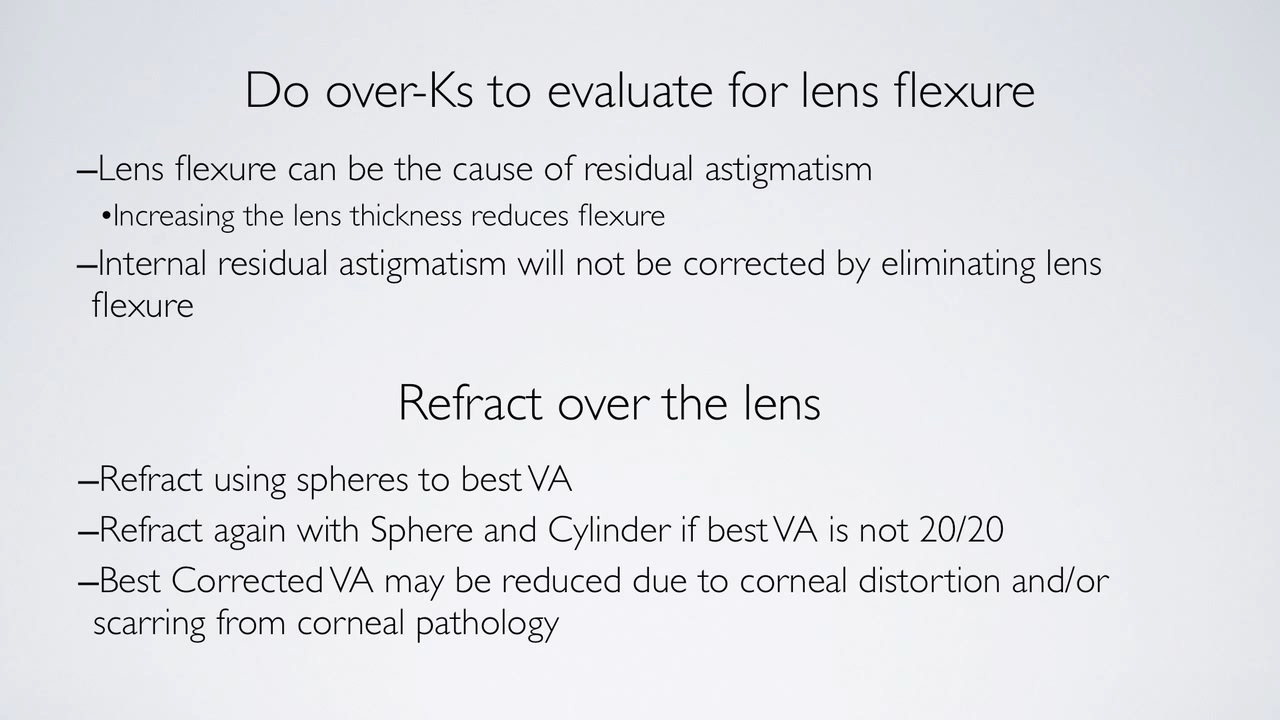 Do over-Ks to evaluate for lens flexure
–Lens flexure can be the cause of residual astigmatism
•Increasing the lens thickness reduces flexure
–Internal residual astigmatism will not be corrected by eliminating lens
flexure
Refract over the lens
–Refract using spheres to best VA
–Refract again with Sphere and Cylinder if best VA is not 20/20
–Best Corrected VA may be reduced due to corneal distortion and/or
scarring from corneal pathology